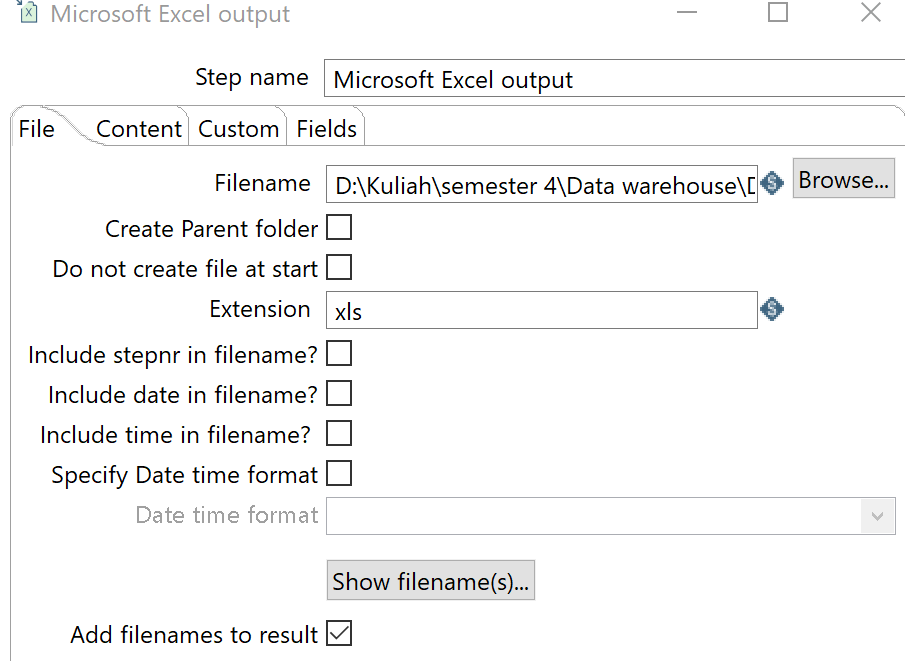 Microsoft Excel output
Step name Microsoft Excel output
File Content Custom Fields
Filename D:\Kuliah\semester 4\Data warehouse\D Browse...
Create Parent folder
Do not create file at start
Extension xls
Include stepnr in filename?
Include date in filename?
Include time in filename?
Specify Date time format
Date time format
Show filename(s)...
Add filenames to result